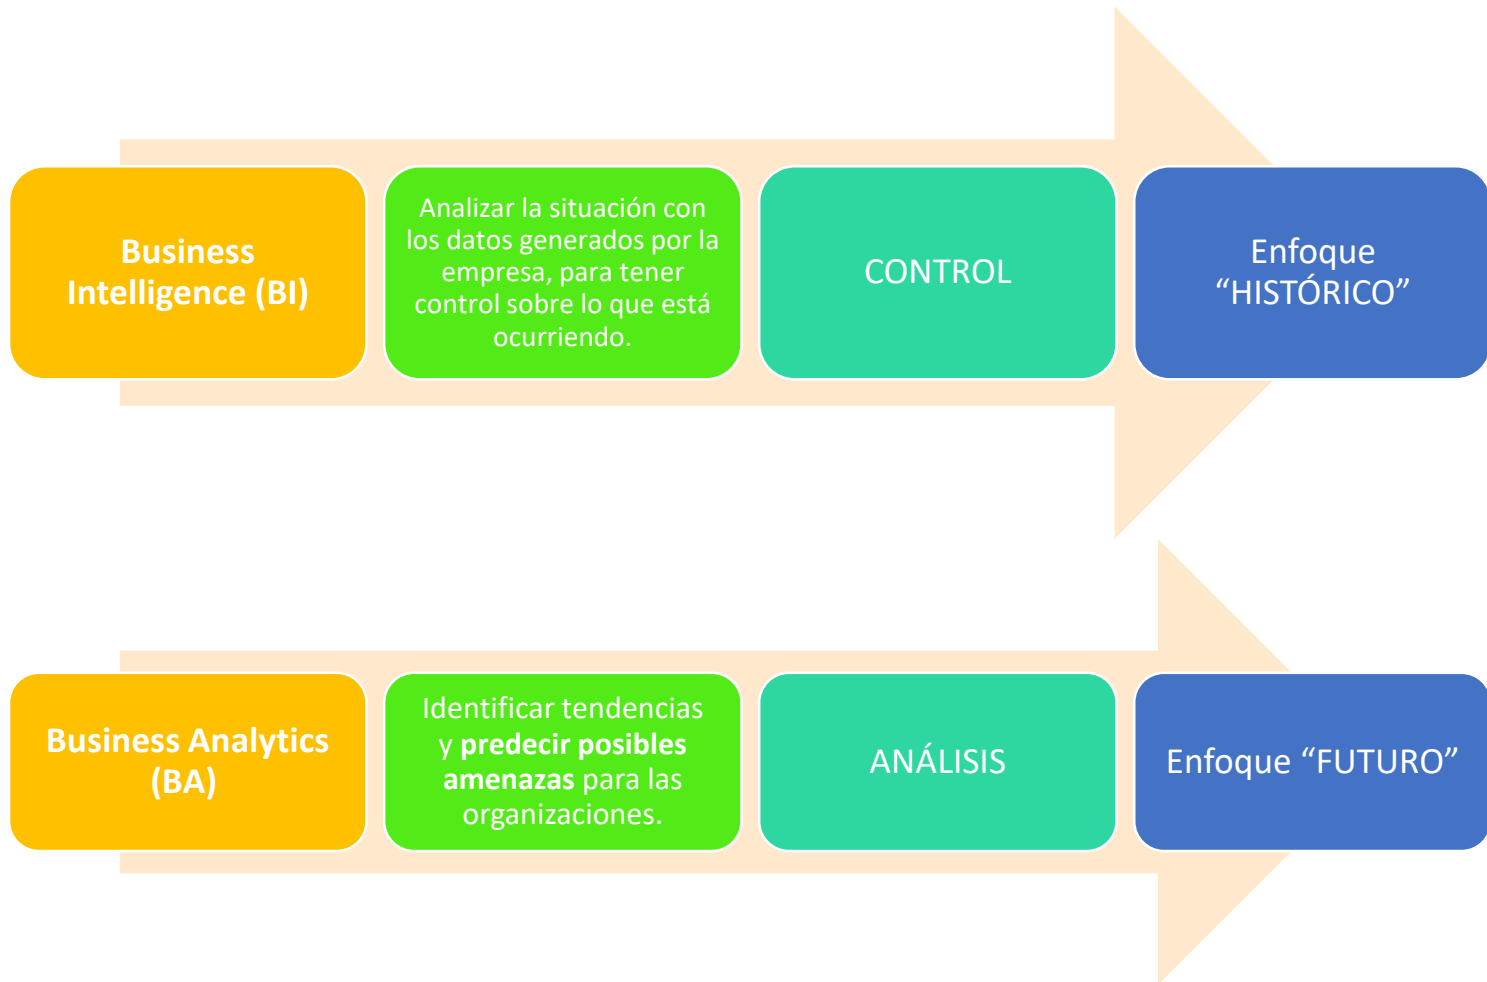 Business
Intelligence (BI)
Analizar la situación con
los datos generados por la
empresa, para tener
control sobre lo que está
ocurriendo.
CONTROL
Enfoque
“HISTÓRICO”
Business Analytics
(BA)
Identificar tendencias
y predecir posibles
amenazas para las
organizaciones.
ANÁLISIS
Enfoque “FUTURO”